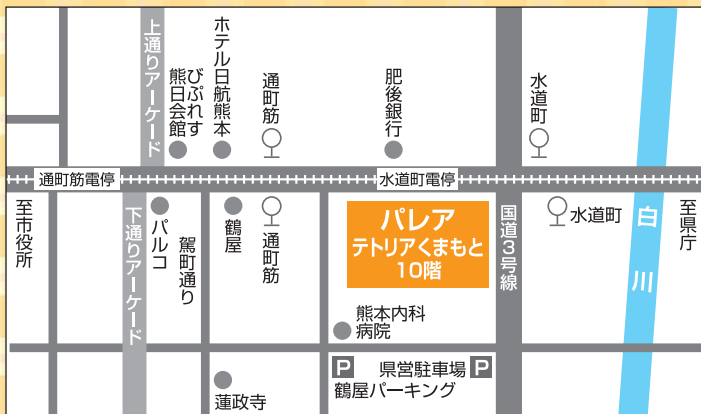 上通りアーケード
びぷれす
熊日会館
ホテル日航熊本
通町筋
肥後銀行
水道町
通町筋電停
水道町電停
至市役所
下通りアーケード
パルコ
駕町通り
鶴屋
通町筋
パレア
テトリアくまもと
10階
国道3号線
水道町
白川
至県庁
熊本内科
病院
P 県営駐車場 P
鶴屋パーキング
蓮政寺